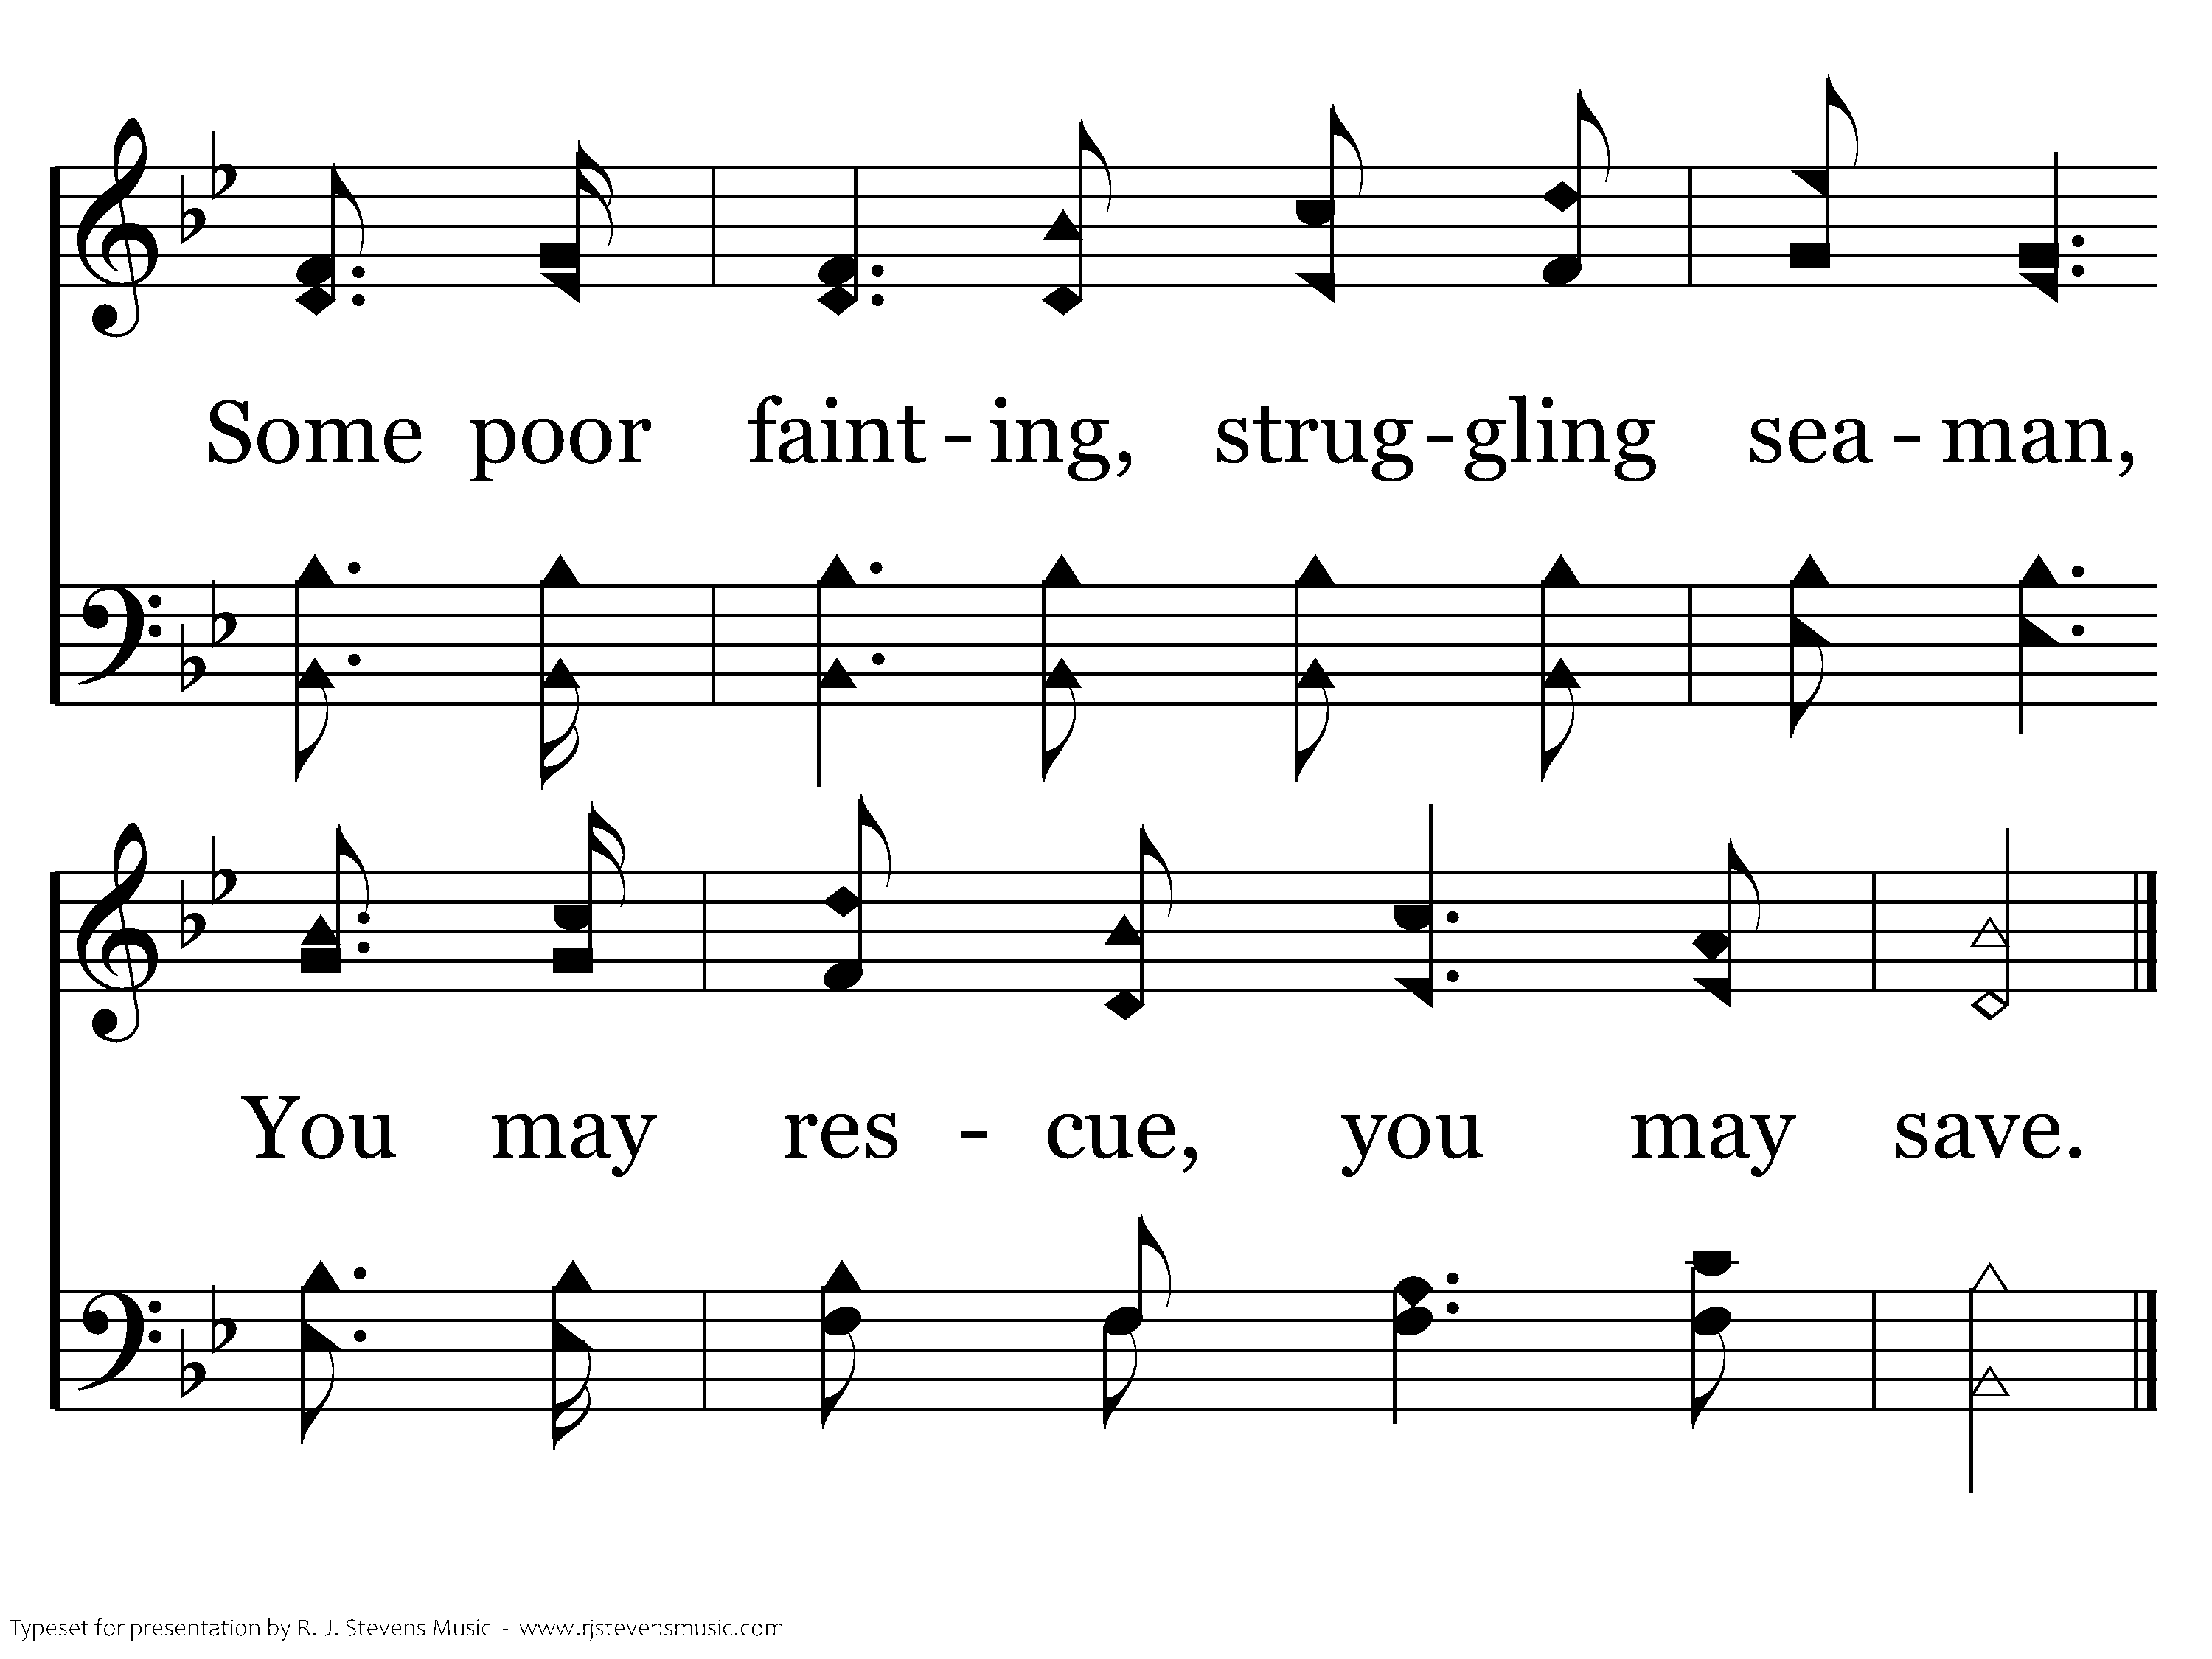 Some poor faint - ing, strug - gling sea - man,
You may res - cue, you may save.
Typeset for presentation by R. J. Stevens Music - www.rjstevensmusic.com